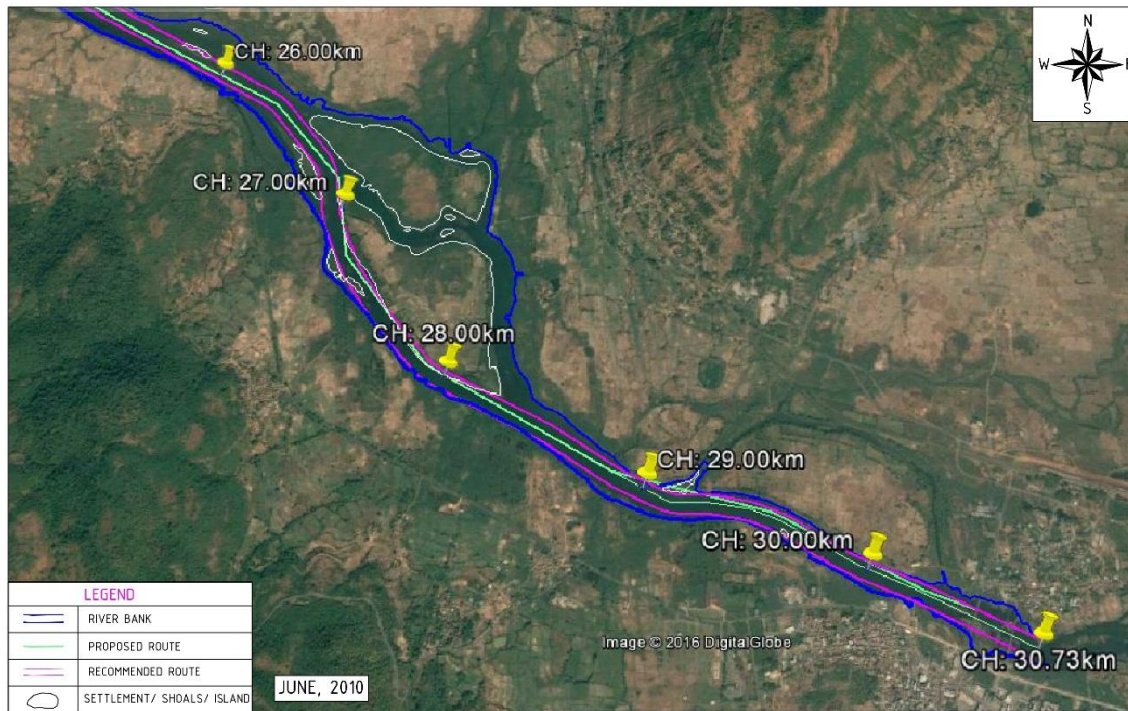 N
CH: 26.00km
W
E
S
CH: 27.00km
CH: 28.00km
CH: 29.00km
CH: 30.00km
LEGEND
RIVER BANK
PROPOSED ROUTE
Image © 2016 DigitalGlobe
CH: 30.73km
RECOMMENDED ROUTE
JUNE, 2010
SETTLEMENT/ SHOALS/ ISLAND